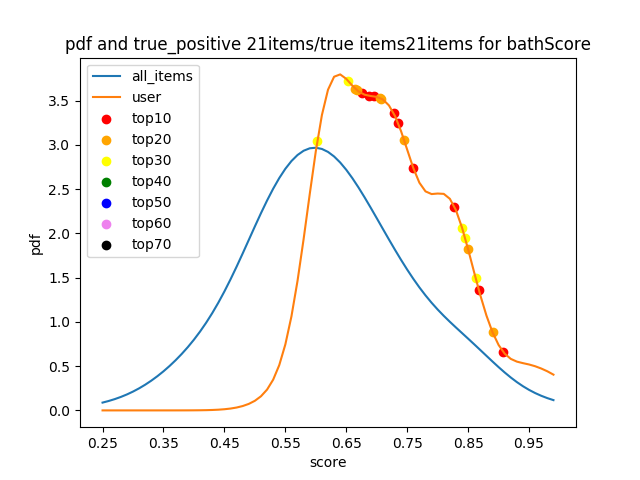 pdf and true_positive 21items/true items21items for bathScore
all_items
user
top10
top20
top30
top40
top50
top60
top70
pdf
3.5
3.0
2.5
2.0
1.5
1.0
0.5
0.0
0.25 0.35 0.45 0.55 0.65 0.75 0.85 0.95
score